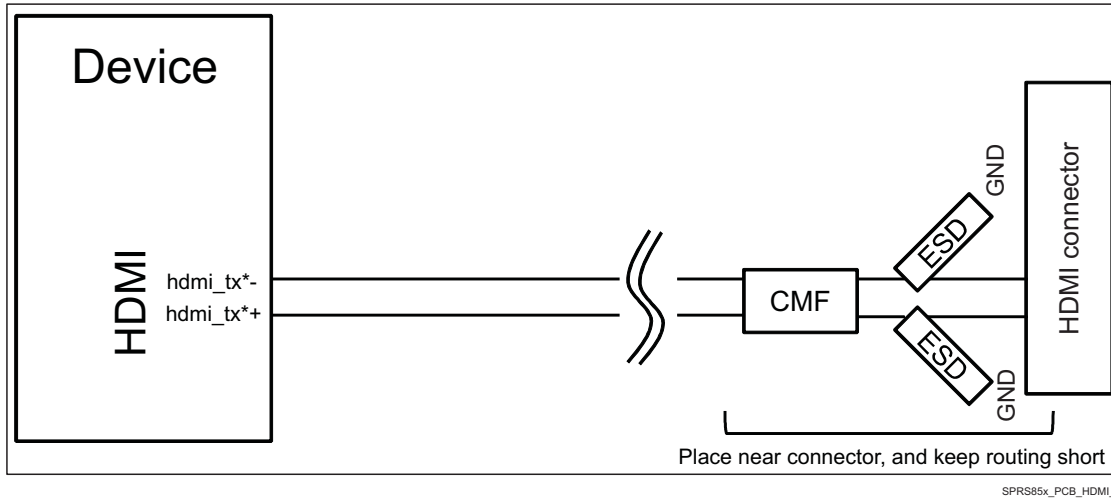 Device
HDMI
hdmi_tx*-
hdmi_tx*+
CMF
ESD
GND
ESD
GND
HDMI connector
Place near connector, and keep routing short
SPRS85x_PCB_HDMI_